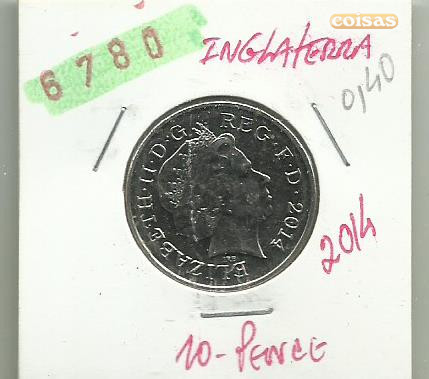 coisas
6780
INGLATERRA
0,40
ELIZABETH·II·D·G REG·F·D·2014
IRB
2014
10-PENCE